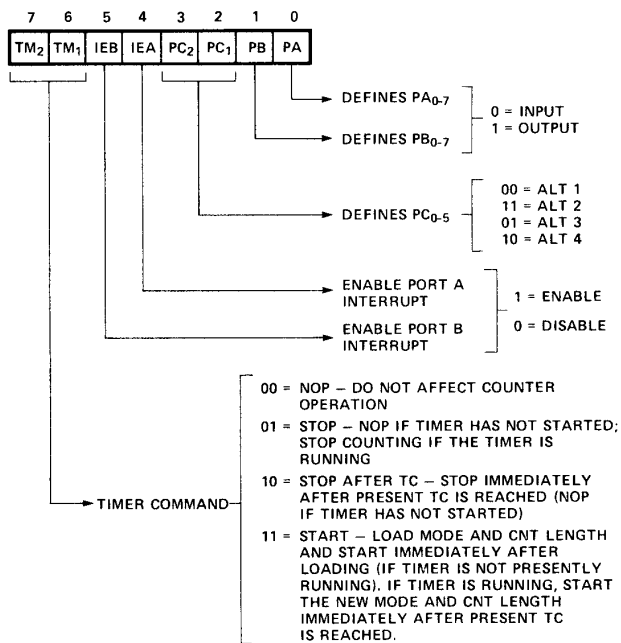 7 6 5 4 3 2 1 0
TM2 TM1 IEB IEA PC2 PC1 PB PA
DEFINES PA0-7
DEFINES PB0-7
0 = INPUT
1 = OUTPUT
DEFINES PC0-5
00 = ALT 1
11 = ALT 2
01 = ALT 3
10 = ALT 4
ENABLE PORT A
INTERRUPT
ENABLE PORT B
INTERRUPT
1 = ENABLE
0 = DISABLE
TIMER COMMAND
00 = NOP – DO NOT AFFECT COUNTER
OPERATION
01 = STOP – NOP IF TIMER HAS NOT STARTED;
STOP COUNTING IF THE TIMER IS
RUNNING
10 = STOP AFTER TC – STOP IMMEDIATELY
AFTER PRESENT TC IS REACHED (NOP
IF TIMER HAS NOT STARTED)
11 = START – LOAD MODE AND CNT LENGTH
AND START IMMEDIATELY AFTER
LOADING (IF TIMER IS NOT PRESENTLY
RUNNING). IF TIMER IS RUNNING, START
THE NEW MODE AND CNT LENGTH
IMMEDIATELY AFTER PRESENT TC
IS REACHED.